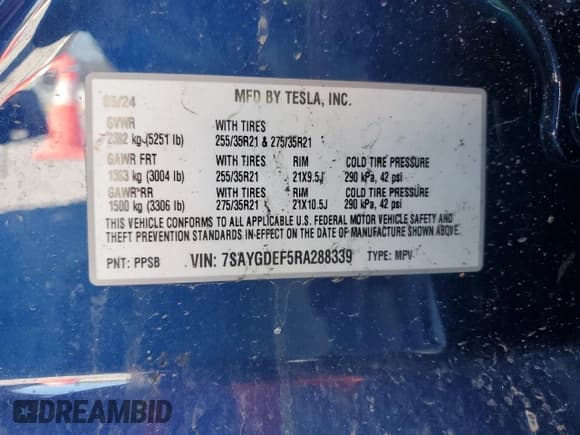 05/24 MFD BY TESLA, INC.
GVWR WITH TIRES
2382 kg (5251 lb) 255/35R21 & 275/35R21
GAWR FRT WITH TIRES RIM COLD TIRE PRESSURE
1363 kg (3004 lb) 255/35R21 21X9.5J 290 kPa, 42 psi
GAWR RR WITH TIRES RIM COLD TIRE PRESSURE
1500 kg (3306 lb) 275/35R21 21X10.5J 290 kPa, 42 psi
THIS VEHICLE CONFORMS TO ALL APPLICABLE U.S. FEDERAL MOTOR VEHICLE SAFETY AND
THEFT PREVENTION STANDARDS IN EFFECT ON THE DATE OF MANUFACTURE SHOWN ABOVE.
PNT: PPSB VIN: 7SAYGDEF5RA288339 TYPE: MPV
DREAMBID